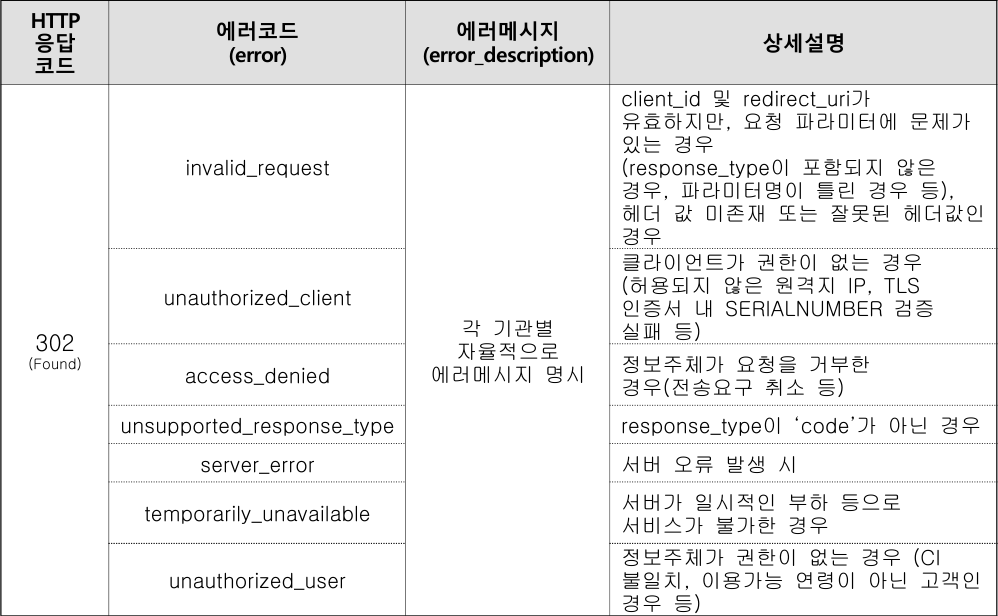 HTTP
응답
코드
에러코드
(error)
에러메시지
(error_description)
상세설명
302
(Found)
각 기관별
자율적으로
에러메시지 명시
invalid_request
client_id 및 redirect_uri가
유효하지만, 요청 파라미터에 문제가
있는 경우
(response_type이 포함되지 않은
경우, 파라미터명이 틀린 경우 등),
헤더 값 미존재 또는 잘못된 헤더값인
경우
unauthorized_client
클라이언트가 권한이 없는 경우
(허용되지 않은 원격지 IP, TLS
인증서 내 SERIALNUMBER 검증
실패 등)
access_denied
정보주체가 요청을 거부한
경우(전송요구 취소 등)
unsupported_response_type
response_type이 ‘code’가 아닌 경우
server_error
서버 오류 발생 시
temporarily_unavailable
서버가 일시적인 부하 등으로
서비스가 불가한 경우
unauthorized_user
정보주체가 권한이 없는 경우 (CI
불일치, 이용가능 연령이 아닌 고객인
경우 등)